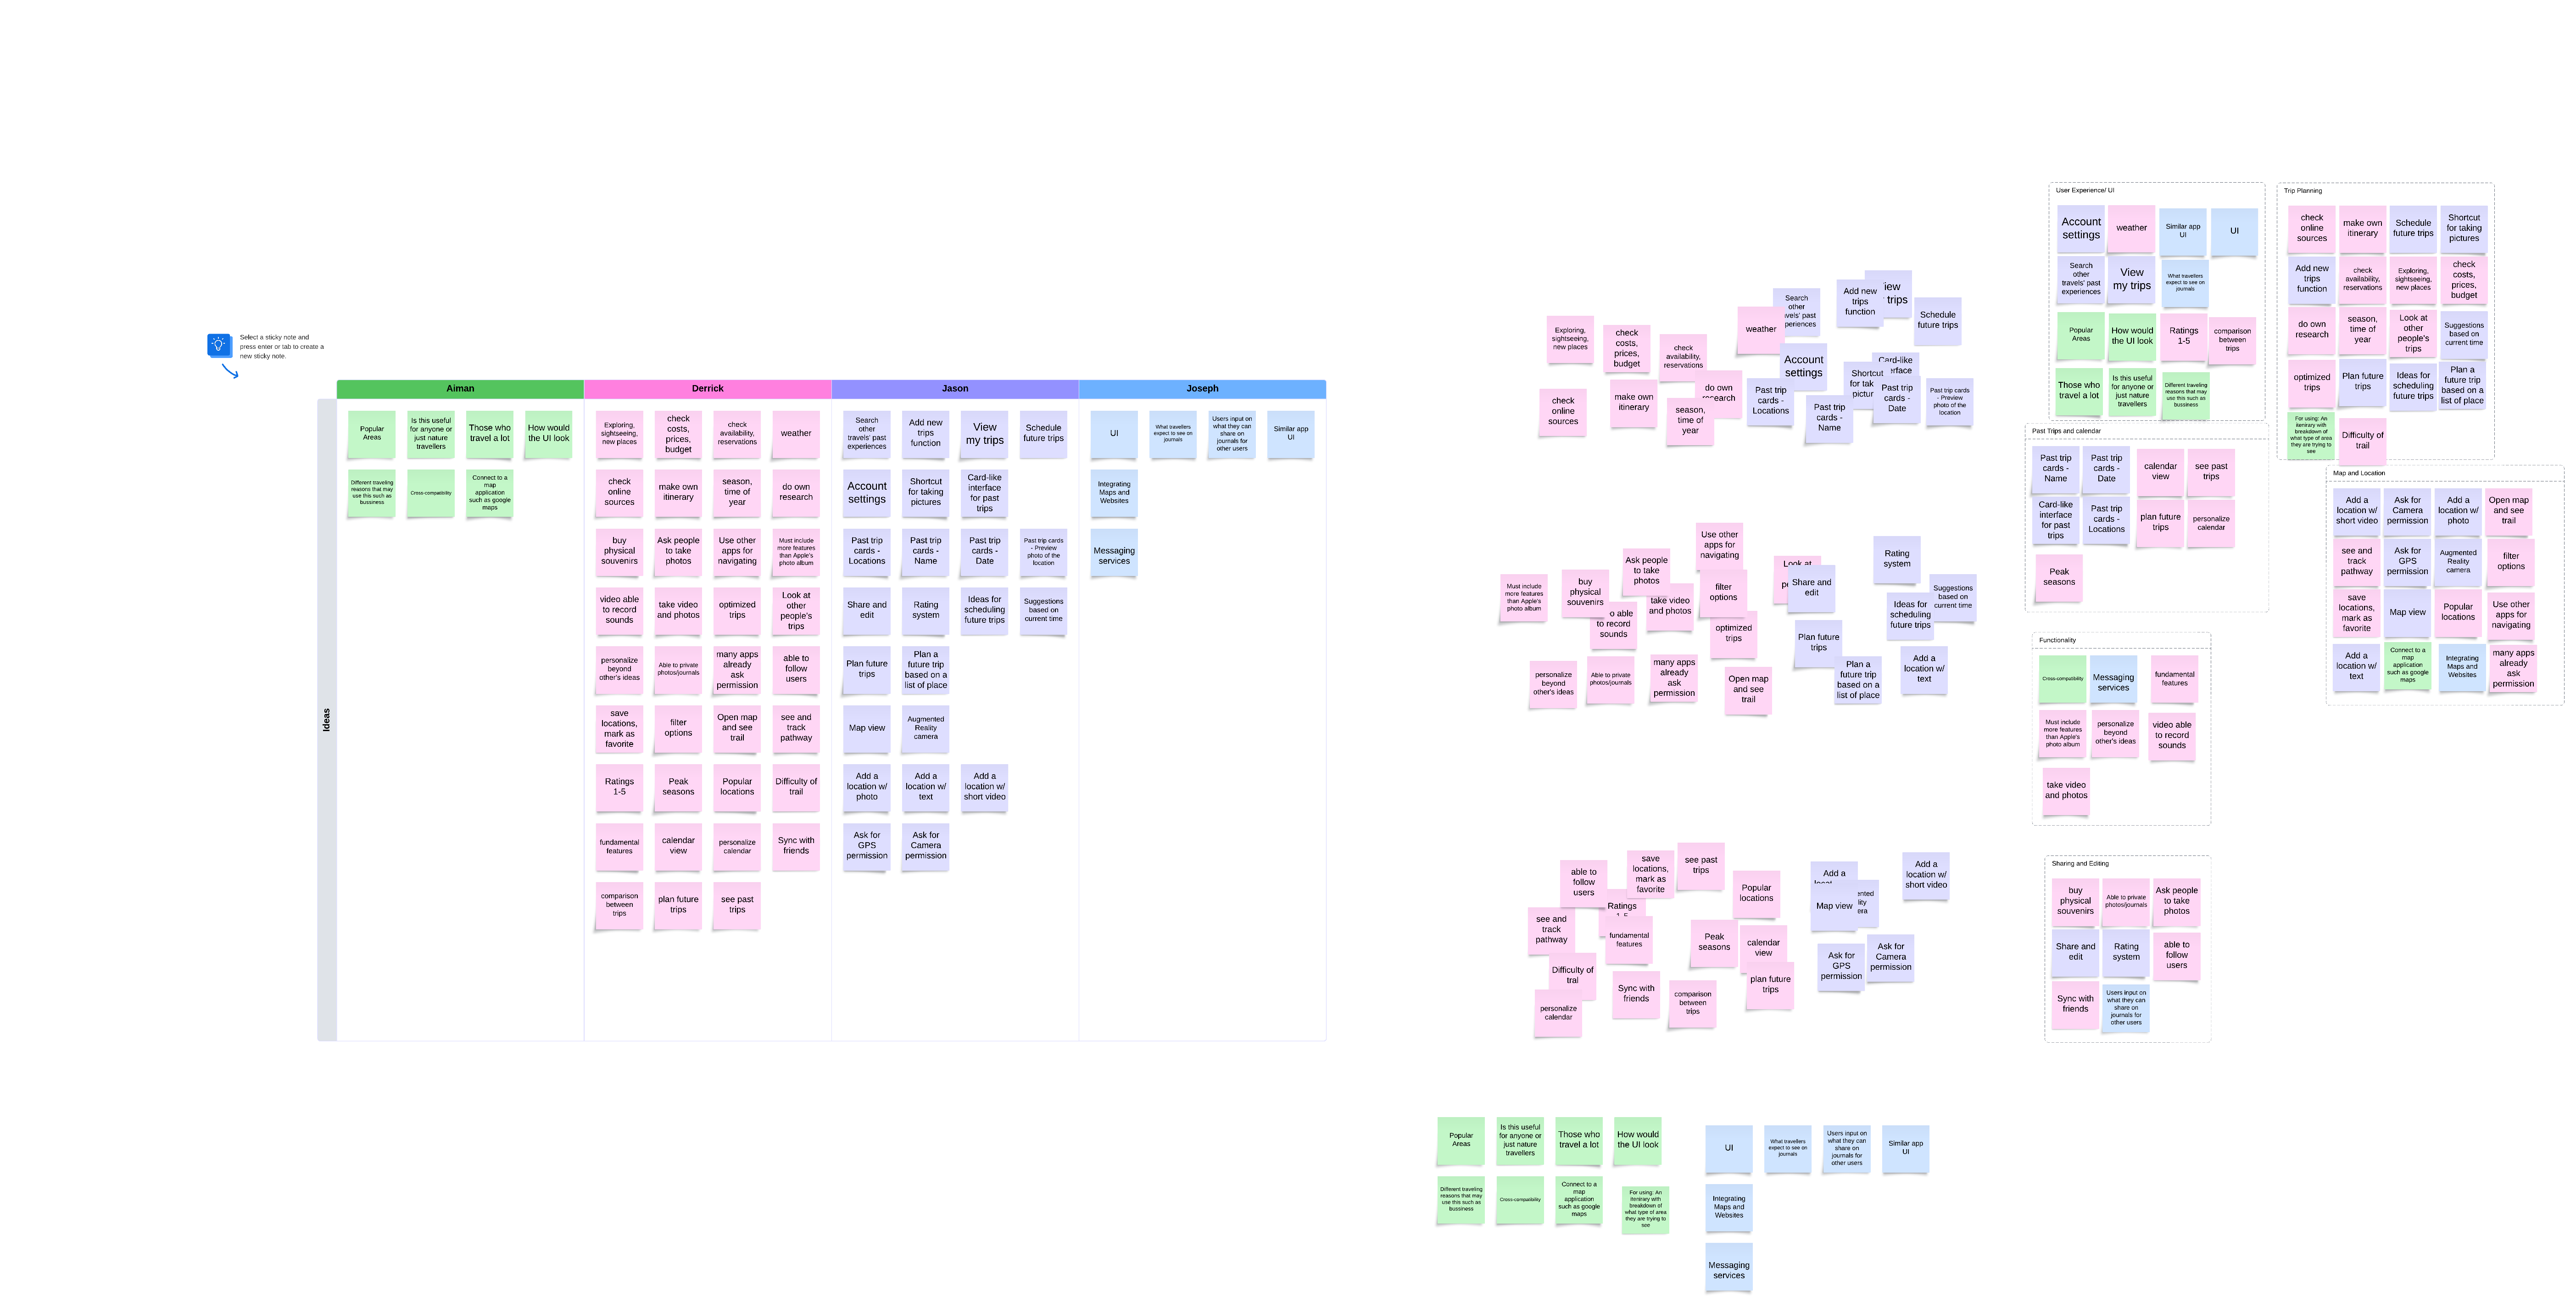 Select a sticky note and
press enter or tab to create a
new sticky note.
Aiman
Derrick
Jason
Joseph
Ideas
Popular
Areas
Is this useful
for anyone or
just nature
travellers
Those who
travel a lot
How would
the UI look
Different traveling
reasons that may
use this such as
bussiness
Cross-compatibility
Connect to a
map
application
such as google
maps
Exploring,
sightseeing,
new places
check
costs,
prices,
budget
check
availability,
reservations
weather
check
online
sources
make own
itinerary
season,
time of
year
do own
research
buy
physical
souvenirs
Ask people
to take
photos
Use other
apps for
navigating
Must include
more features
than Apple's
photo album
video able
to record
sounds
take video
and photos
optimized
trips
Look at
other
people's
trips
personalize
beyond
other's ideas
Able to private
photos/journals
many apps
already
ask
permission
able to
follow
users
save
locations,
mark as
favorite
filter
options
Open map
and see
trail
see and
track
pathway
Ratings
1-5
Peak
seasons
Popular
locations
Difficulty of
trail
fundamental
features
calendar
view
personalize
calendar
Sync with
friends
comparison
between
trips
plan future
trips
see past
trips
Search
other
travels' past
experiences
Add new
trips
function
View
my trips
Schedule
future trips
Account
settings
Shortcut
for taking
pictures
Card-like
interface
for past
trips
Past trip
cards -
Locations
Past trip
cards -
Name
Past trip
cards -
Date
Past trip cards
- Preview
photo of the
location
Share and
edit
Rating
system
Ideas for
scheduling
future trips
Suggestions
based on
current time
Plan future
trips
Plan a
future trip
based on a
list of place
Map view
Augmented
Reality
camera
Add a
location w/
photo
Add a
location w/
text
Add a
location w/
short video
Ask for
GPS
permission
Ask for
Camera
permission
UI
What travellers
expect to see on
journals
Users input on
what they can
share on
journals for
other users
Similar app
UI
Integrating
Maps and
Websites
Messaging
services
Exploring,
sightseeing,
new places
check
costs,
prices,
budget
check
availability,
reservations
weather
Search
other
vels' past
periences
Add new
trips
function
iew
trips
Schedule
future trips
check
online
sources
make own
itinerary
season,
time of
year
do own
research
Account
settings
Past trip
cards -
Locations
Shortcut
for tak
pictur
Card-like
erface
Past trip
cards -
Name
Past trip
cards -
Date
Past trip cards
- Preview
photo of the
location
Must include
more features
than Apple's
photo album
buy
physical
souvenirs
o able
to record
sounds
Ask people
to take
photos
take video
and photos
Use other
apps for
navigating
filter
options
optimized
trips
Look at
Share and
edit
Rating
system
Ideas for
scheduling
future trips
Suggestions
based on
current time
Plan future
trips
Plan a
future trip
based on a
list of place
Add a
location w/
text
personalize
beyond
other's ideas
Able to private
photos/journals
many apps
already
ask
permission
Open map
and see
trail
able to
follow
users
save
locations,
mark as
favorite
see past
trips
Popular
locations
Ratings
see and
track
pathway
fundamental
features
Peak
seasons
calendar
view
Difficulty of
tral
personalize
calendar
Sync with
friends
comparison
between
trips
plan future
trips
Add a
Map view
Add a
location w/
short video
Ask for
GPS
permission
Ask for
Camera
permission
Popular
Areas
Is this useful
for anyone or
just nature
travellers
Those who
travel a lot
How would
the UI look
Different traveling
reasons that may
use this such as
bussiness
Cross-compatibility
Connect to a
map
application
such as google
maps
For using: An
itenirary with
breakdown of
what type of area
they are trying to
see
UI
What travellers
expect to see on
journals
Users input on
what they can
share on
journals for
other users
Similar app
UI
Integrating
Maps and
Websites
Messaging
services
User Experience/ UI
Account
settings
weather
Similar app
UI
UI
Search
other
travels' past
experiences
View
my trips
What travellers
expect to see on
journals
Popular
Areas
How would
the UI look
Ratings
1-5
comparison
between
trips
Those who
travel a lot
Is this useful
for anyone or
just nature
travellers
Different traveling
reasons that may
use this such as
bussiness
Trip Planning
check
online
sources
make own
itinerary
Schedule
future trips
Shortcut
for taking
pictures
Add new
trips
function
check
availability,
reservations
Exploring,
sightseeing,
new places
check
costs,
prices,
budget
do own
research
season,
time of
year
Look at
other
people's
trips
Suggestions
based on
current time
optimized
trips
Plan future
trips
Ideas for
scheduling
future trips
Plan a
future trip
based on a
list of place
For using: An
itenirary with
breakdown of
what type of area
they are trying to
see
Difficulty of
trail
Past Trips and calendar
Past trip
cards -
Name
Past trip
cards -
Date
calendar
view
see past
trips
Card-like
interface
for past
trips
Past trip
cards -
Locations
plan future
trips
personalize
calendar
Peak
seasons
Map and Location
Add a
location w/
short video
Ask for
Camera
permission
Add a
location w/
photo
Open map
and see
trail
see and
track
pathway
Ask for
GPS
permission
Augmented
Reality
camera
filter
options
save
locations,
mark as
favorite
Map view
Popular
locations
Use other
apps for
navigating
Add a
location w/
text
Connect to a
map
application
such as google
maps
Integrating
Maps and
Websites
many apps
already
ask
permission
Functionality
Cross-compatibility
Messaging
services
fundamental
features
Must include
more features
than Apple's
photo album
personalize
beyond
other's ideas
video able
to record
sounds
take video
and photos
Sharing and Editing
buy
physical
souvenirs
Able to private
photos/journals
Ask people
to take
photos
Share and
edit
Rating
system
able to
follow
users
Sync with
friends
Users input on
what they can
share on
journals for
other users